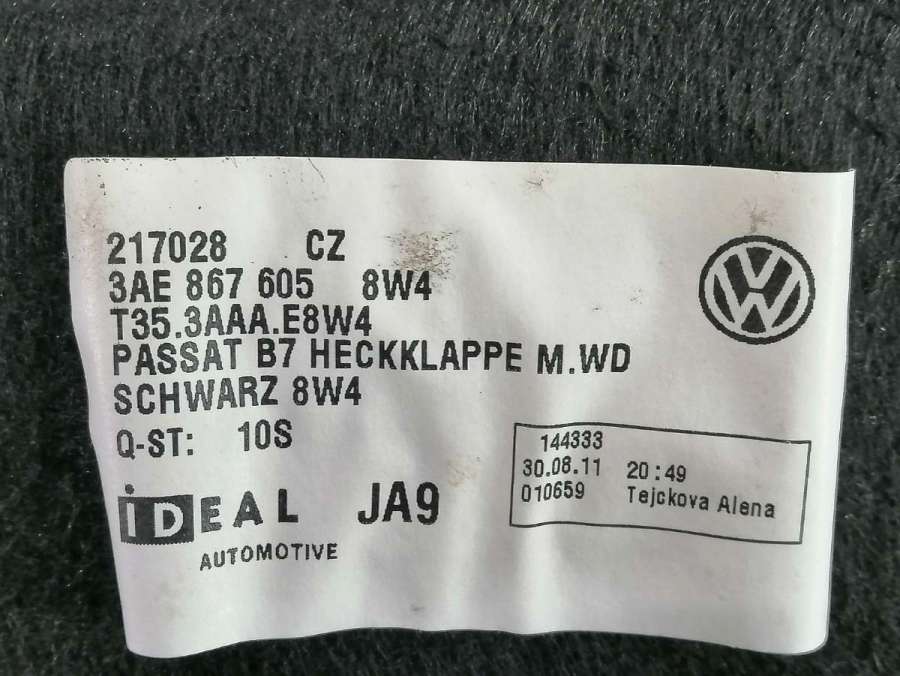 217028 CZ
3AE 867 605 8W4
T35.3AAA.E8W4
PASSAT B7 HECKKLAPPE M.WD
SCHWARZ 8W4
Q-ST: 10S
iDEAL JA9
AUTOMOTIVE
VW
144333
30.08.11 20:49
010659 Tejckova Alena